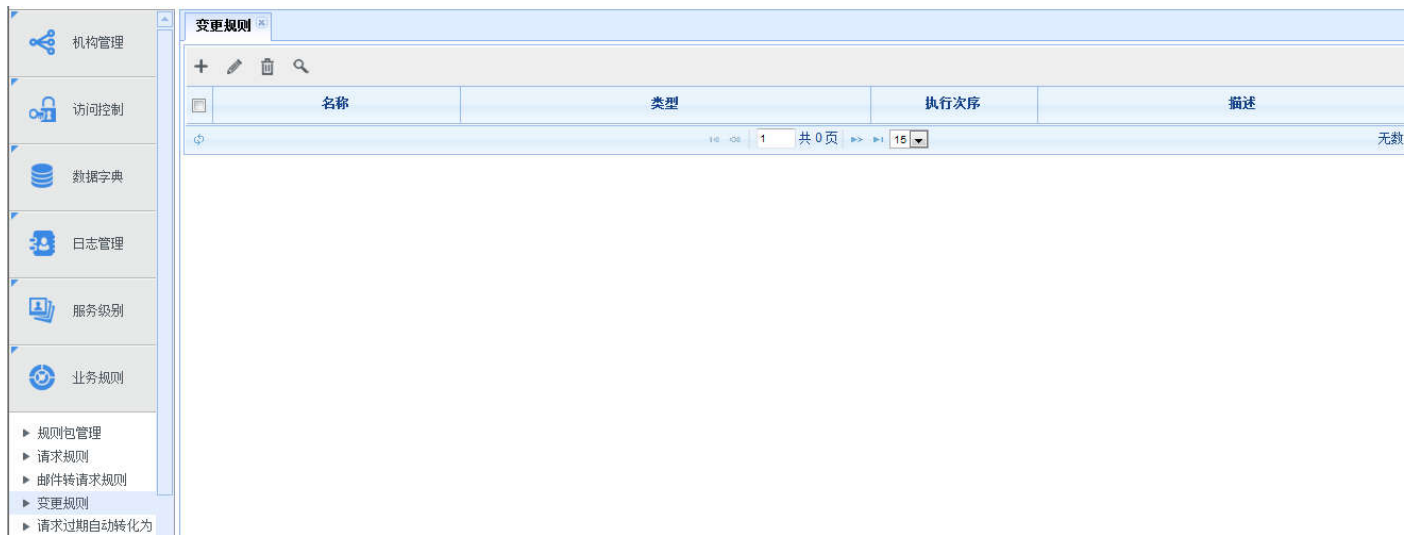 机构管理
访问控制
数据字典
日志管理
服务级别
业务规则
规则包管理
请求规则
邮件转请求规则
变更规则
请求过期自动转化为
变更规则
名称 类型 执行次序 描述
1 共 0 页 15 无数